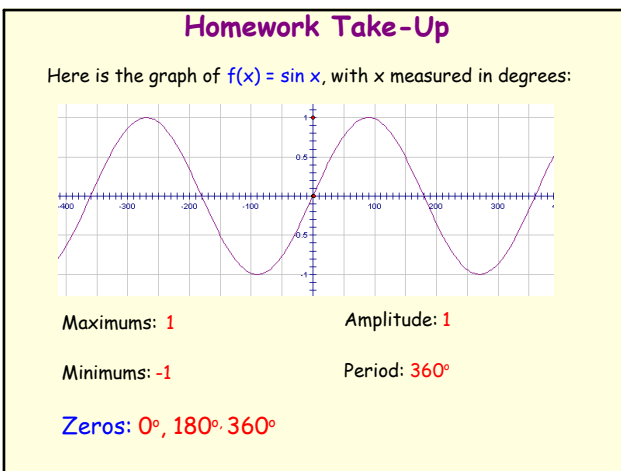 Homework Take-Up
Here is the graph of f(x) = sin x, with x measured in degrees:
1
0.5
-400 -300 -200 -100 100 200 300
-0.5
-1
Maximums: 1 Amplitude: 1
Minimums: -1 Period: 360°
Zeros: 0°, 180°, 360°